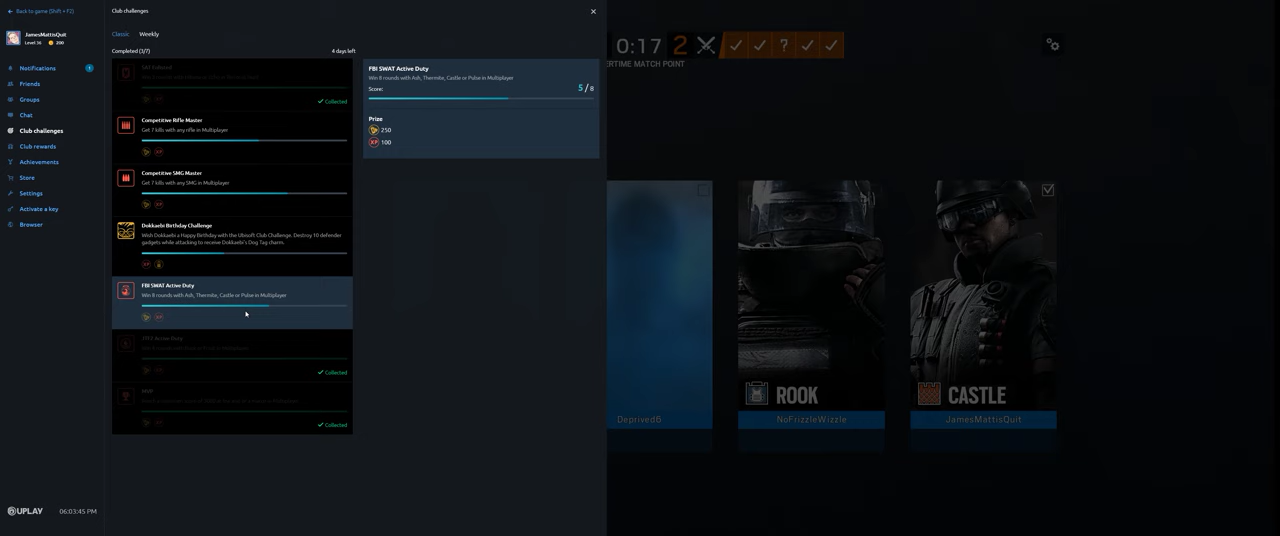 Back to game (Shift + F2)
JamesMattisQuit
Level 36 200
Notifications 1
Friends
Groups
Chat
Club challenges
Club rewards
Achievements
Store
Settings
Activate a key
Browser
UPLAY 06:03:45 PM
Club challenges
Classic Weekly
Completed (3/7) 4 days left
Collected
Competitive Rifle Master
Get 7 kills with any rifle in Multiplayer
XP
Competitive SMG Master
Get 7 kills with any SMG in Multiplayer
XP
Dokkaebi Birthday Challenge
Wish Dokkaebi a Happy Birthday with the Ubisoft Club Challenge. Destroy 10 defender
gadgets while attacking to receive Dokkaebi's Dog Tag charm.
XP
FBI SWAT Active Duty
Win 8 rounds with Ash, Thermite, Castle or Pulse in Multiplayer
XP
Collected
Collected
FBI SWAT Active Duty
Win 8 rounds with Ash, Thermite, Castle or Pulse in Multiplayer
Score: 5 / 8
Prize
250
XP 100
0:17 2 ?
ERTIME MATCH POINT
ROOK
CASTLE
Deprived6
NoFrizzleWizzle
JamesMattisQuit